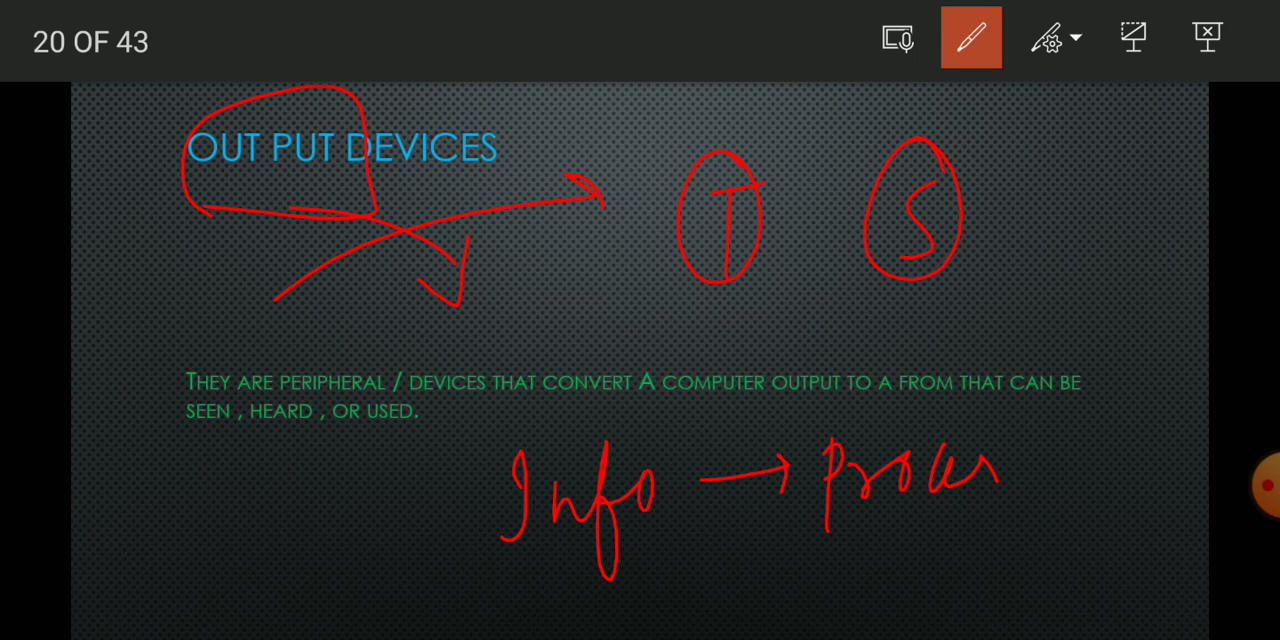 20 OF 43
OUT PUT DEVICES
T S
THEY ARE PERIPHERAL / DEVICES THAT CONVERT A COMPUTER OUTPUT TO A FROM THAT CAN BE
SEEN , HEARD , OR USED.
Info → Proces